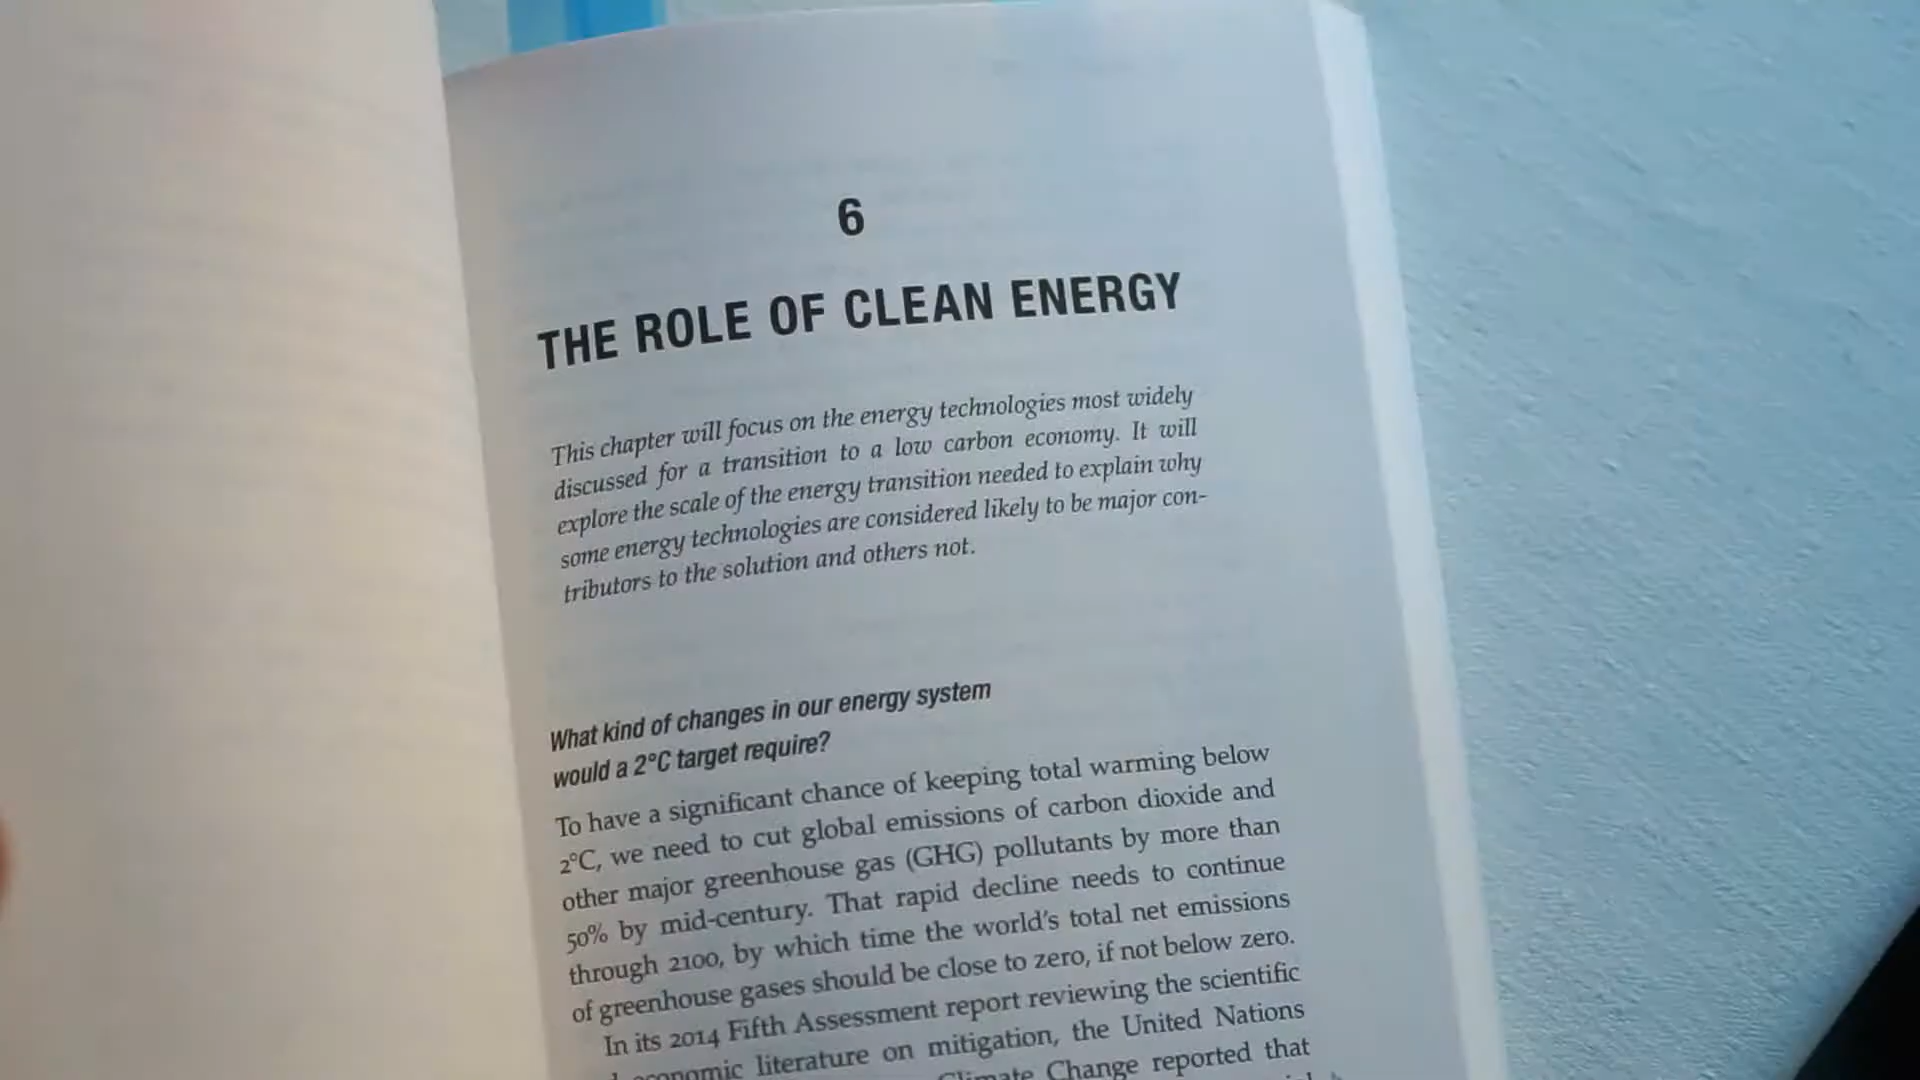 6
THE ROLE OF CLEAN ENERGY
This chapter will focus on the energy technologies most widely
discussed for a transition to a low carbon economy. It will
explore the scale of the energy transition needed to explain why
some energy technologies are considered likely to be major con-
tributors to the solution and others not.
What kind of changes in our energy system
would a 2°C target require?
To have a significant chance of keeping total warming below
2°C, we need to cut global emissions of carbon dioxide and
other major greenhouse gas (GHG) pollutants by more than
50% by mid-century. That rapid decline needs to continue
through 2100, by which time the world's total net emissions
of greenhouse gases should be close to zero, if not below zero.
In its 2014 Fifth Assessment report reviewing the scientific
economic literature on mitigation, the United Nations
Climate Change reported that